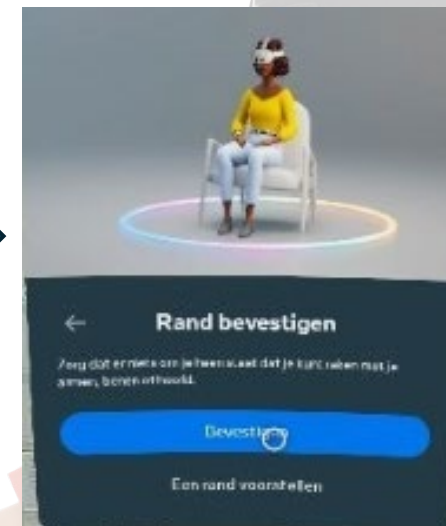 Rand bevestigen
Zorg dat er niets om je heen staat dat je kunt raken met je
armen, benen of hoofd.
Bevestigen
Een rand voorstellen